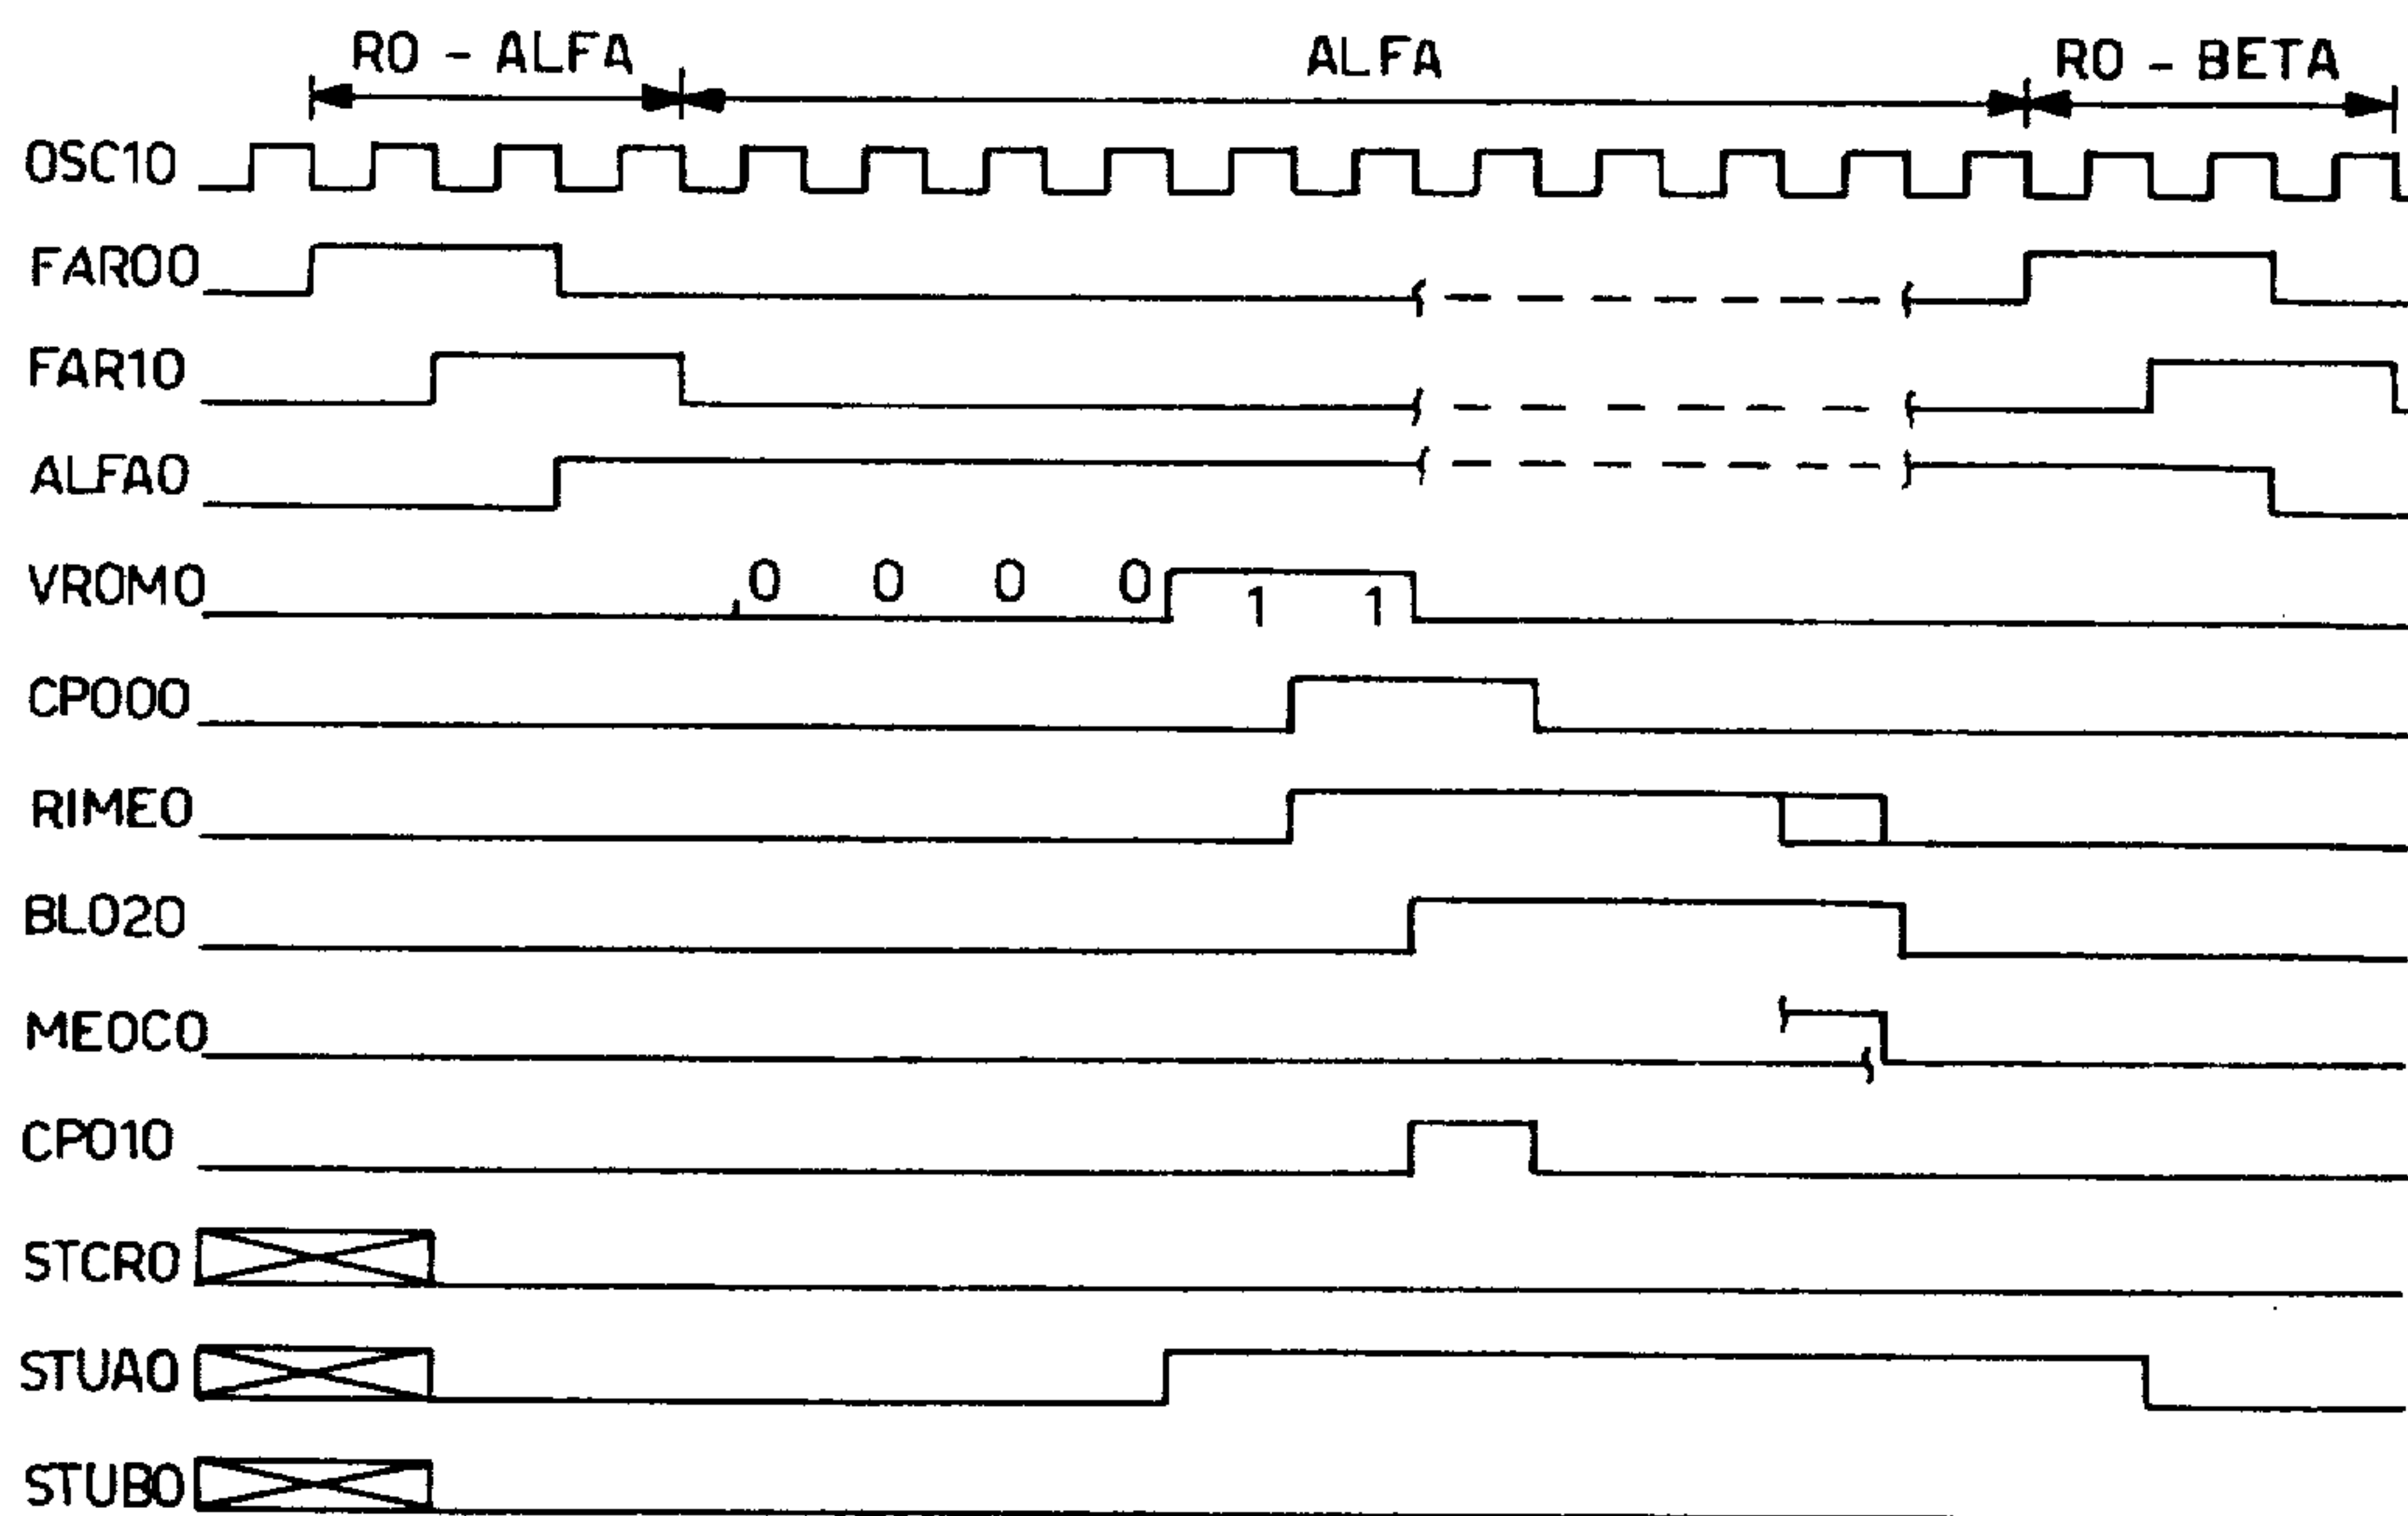 RO - ALFA ALFA RO - BETA
OSC10
FAR00
FAR10
ALFA0
VROM0 0 0 0 0 1 1
CP000
RIME0
BL020
ME0C0
CP010
STCR0
STUA0
STUB0